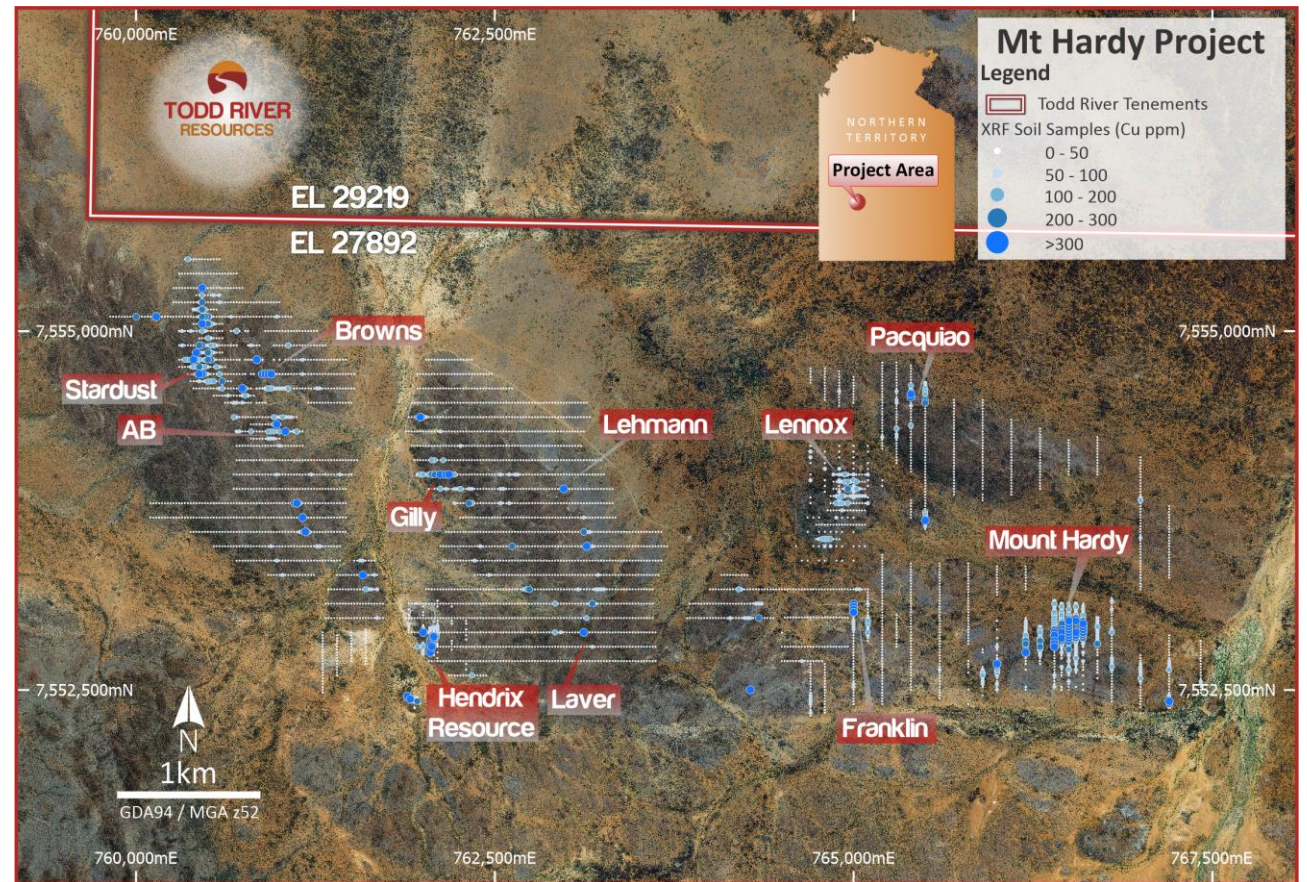 760,000mE
762,500mE
TODD RIVER
RESOURCES
Mt Hardy Project
Legend
Todd River Tenements
XRF Soil Samples (Cu ppm)
0 - 50
50 - 100
100 - 200
200 - 300
>300
NORTHERN
TERRITORY
Project Area
EL 29219
EL 27892
7,555,000mN
Browns
Pacquiao
7,555,000mN
Stardust
AB
Lehmann
Lennox
Gilly
Mount Hardy
Hendrix
Resource
Laver
Franklin
7,552,500mN
7,552,500mN
N
1km
GDA94 / MGA z52
760,000mE
762,500mE
765,000mE
767,500mE